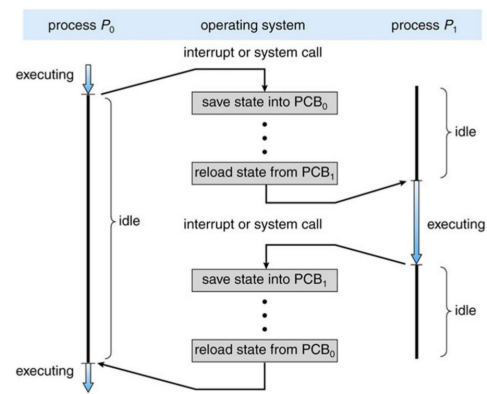 process P₀ operating system process P₁
interrupt or system call
executing
save state into PCB₀
idle
reload state from PCB₁
idle
interrupt or system call
executing
save state into PCB₁
idle
reload state from PCB₀
executing